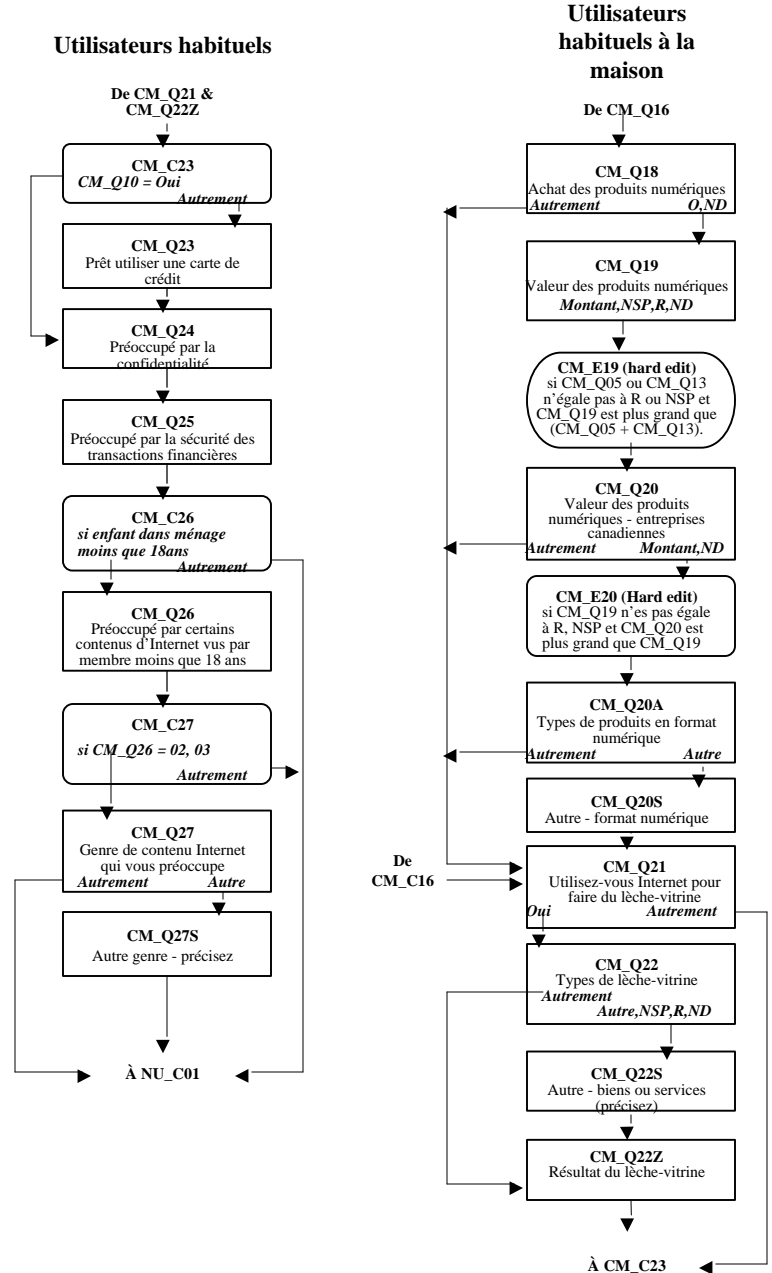 Utilisateurs habituels
De CM_Q21 &
CM_Q22Z
CM_C23
CM_Q10 = Oui
Autrement
CM_Q23
Prêt utiliser une carte de
crédit
CM_Q24
Préoccupé par la
confidentialité
CM_Q25
Préoccupé par la sécurité des
transactions financières
CM_C26
si enfant dans ménage
moins que 18ans
Autrement
CM_Q26
Préoccupé par certains
contenus d'Internet vus par
membre moins que 18 ans
CM_C27
si CM_Q26 = 02, 03
Autrement
CM_Q27
Genre de contenu Internet
qui vous préoccupe
Autrement Autre
CM_Q27S
Autre genre - précisez
À NU_C01
Utilisateurs
habituels à la
maison
De CM_Q16
CM_Q18
Achat des produits numériques
Autrement O,ND
CM_Q19
Valeur des produits numériques
Montant,NSP,R,ND
CM_E19 (hard edit)
si CM_Q05 ou CM_Q13
n'égale pas à R ou NSP et
CM_Q19 est plus grand que
(CM_Q05 + CM_Q13).
CM_Q20
Valeur des produits
numériques - entreprises
canadiennes
Autrement Montant,ND
CM_E20 (Hard edit)
si CM_Q19 n'es pas égale
à R, NSP et CM_Q20 est
plus grand que CM_Q19
CM_Q20A
Types de produits en format
numérique
Autrement Autre
CM_Q20S
Autre - format numérique
De
CM_C16
CM_Q21
Utilisez-vous Internet pour
faire du lèche-vitrine
Oui Autrement
CM_Q22
Types de lèche-vitrine
Autrement
Autre,NSP,R,ND
CM_Q22S
Autre - biens ou services
(précisez)
CM_Q22Z
Résultat du lèche-vitrine
À CM_C23